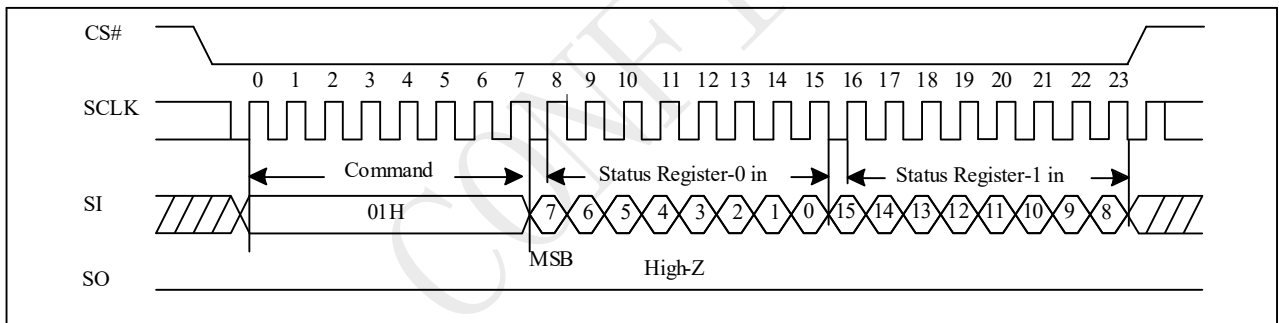 CS#
0 1 2 3 4 5 6 7 8 9 10 11 12 13 14 15 16 17 18 19 20 21 22 23
SCLK
Command Status Register-0 in Status Register-1 in
SI 01H 7 6 5 4 3 2 1 0 15 14 13 12 11 10 9 8
MSB High-Z
SO